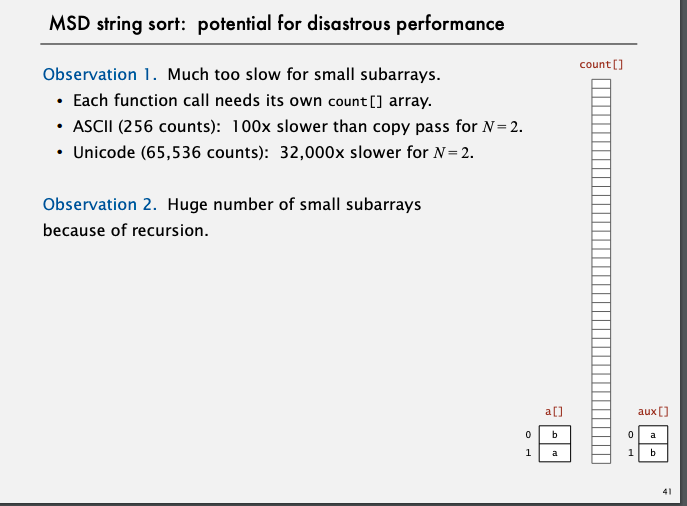 MSD string sort: potential for disastrous performance
Observation 1. Much too slow for small subarrays.
• Each function call needs its own count[] array.
• ASCII (256 counts): 100x slower than copy pass for N = 2.
• Unicode (65,536 counts): 32,000x slower for N = 2.
Observation 2. Huge number of small subarrays
because of recursion.
count[]
a[]
0 b
1 a
aux[]
0 a
1 b
41